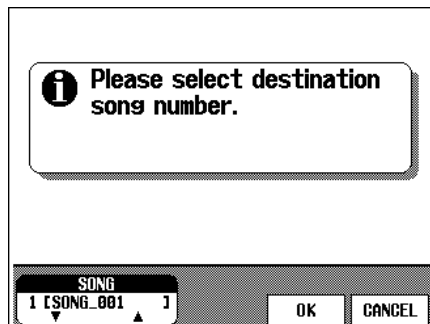 Please select destination
song number.
SONG
1 [SONG_001 ]
OK
CANCEL